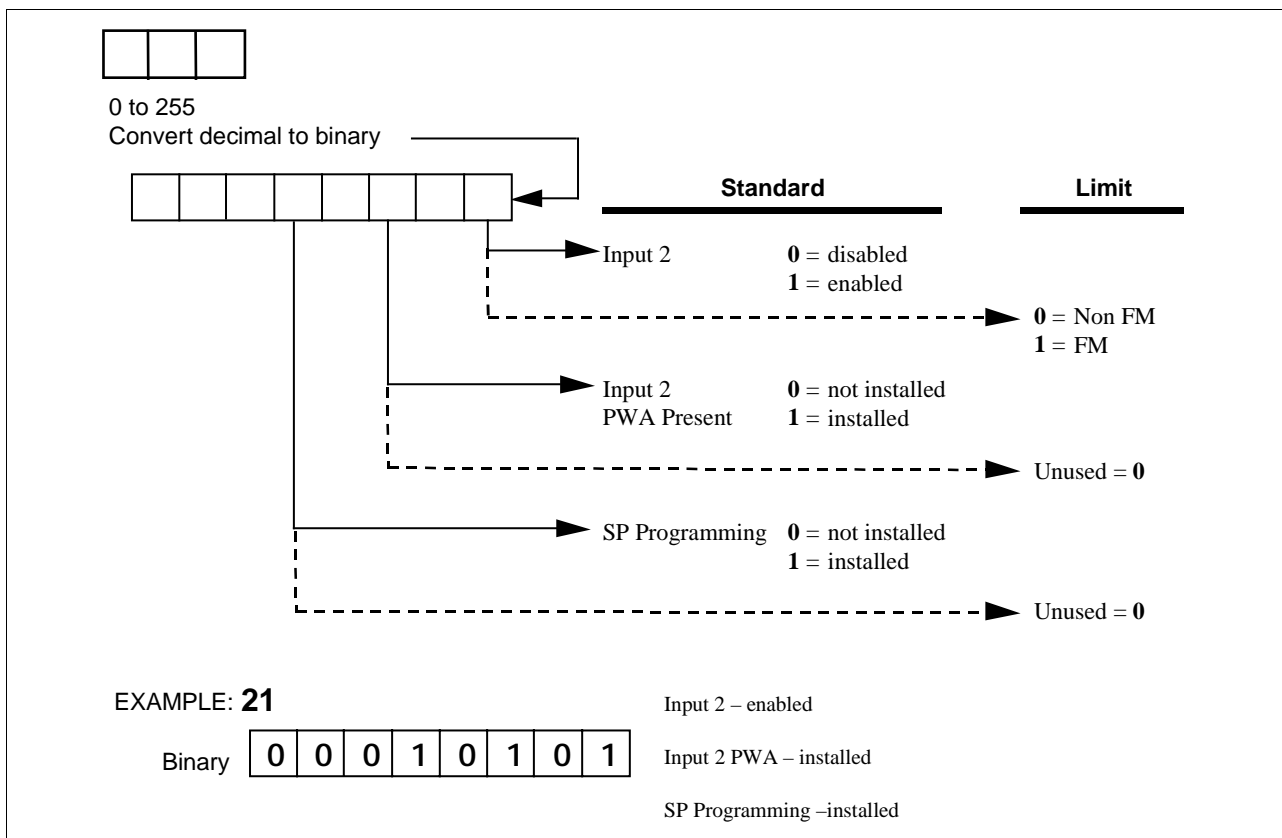 0 to 255
Convert decimal to binary
Standard Limit
Input 2 0 = disabled
1 = enabled
0 = Non FM
1 = FM
Input 2 0 = not installed
PWA Present 1 = installed
Unused = 0
SP Programming 0 = not installed
1 = installed
Unused = 0
EXAMPLE: 21
Input 2 – enabled
Binary 0 0 0 1 0 1 0 1
Input 2 PWA – installed
SP Programming –installed